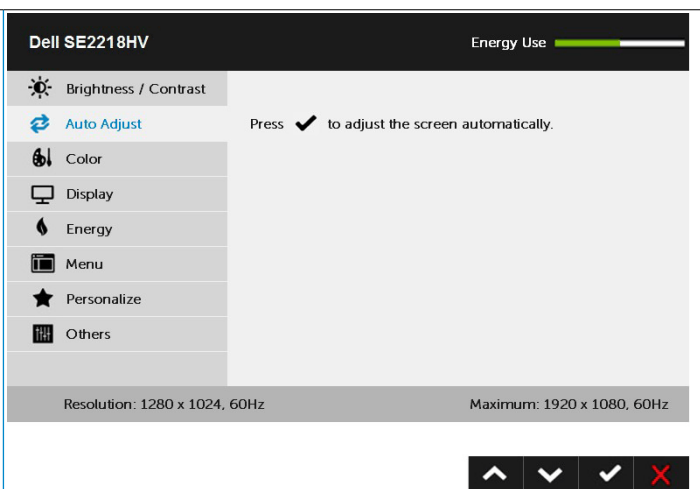 Dell SE2218HV Energy Use
Brightness / Contrast
Auto Adjust
Press to adjust the screen automatically.
Color
Display
Energy
Menu
Personalize
Others
Resolution: 1280 x 1024, 60Hz Maximum: 1920 x 1080, 60Hz